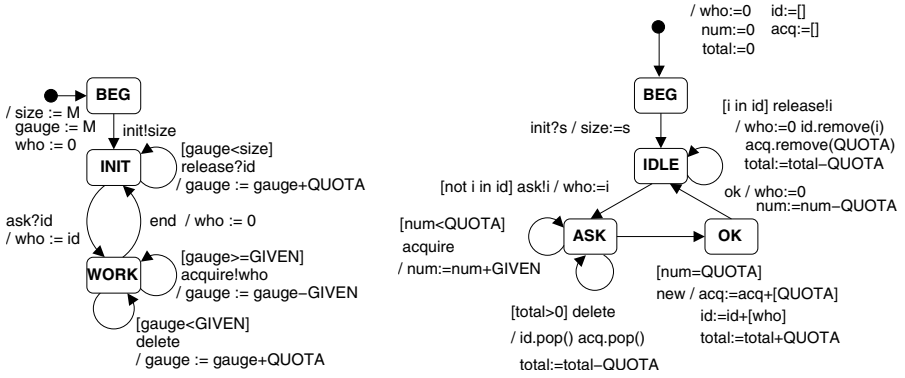 BEG
/ size := M
gauge := M
who := 0
init!size
INIT
[gauge<size]
release?id
/ gauge := gauge+QUOTA
ask?id
/ who := id
end / who := 0
WORK
[gauge>=GIVEN]
acquire!who
/ gauge := gauge−GIVEN
[gauge<GIVEN]
delete
/ gauge := gauge+QUOTA
/ who:=0 id:=[]
num:=0 acq:=[]
total:=0
BEG
init?s / size:=s
[i in id] release!i
/ who:=0 id.remove(i)
acq.remove(QUOTA)
total:=total−QUOTA
IDLE
[not i in id] ask!i / who:=i
ok / who:=0
num:=num−QUOTA
[num<QUOTA]
acquire
/ num:=num+GIVEN
ASK
OK
[num=QUOTA]
new / acq:=acq+[QUOTA]
id:=id+[who]
total:=total+QUOTA
[total>0] delete
/ id.pop() acq.pop()
total:=total−QUOTA